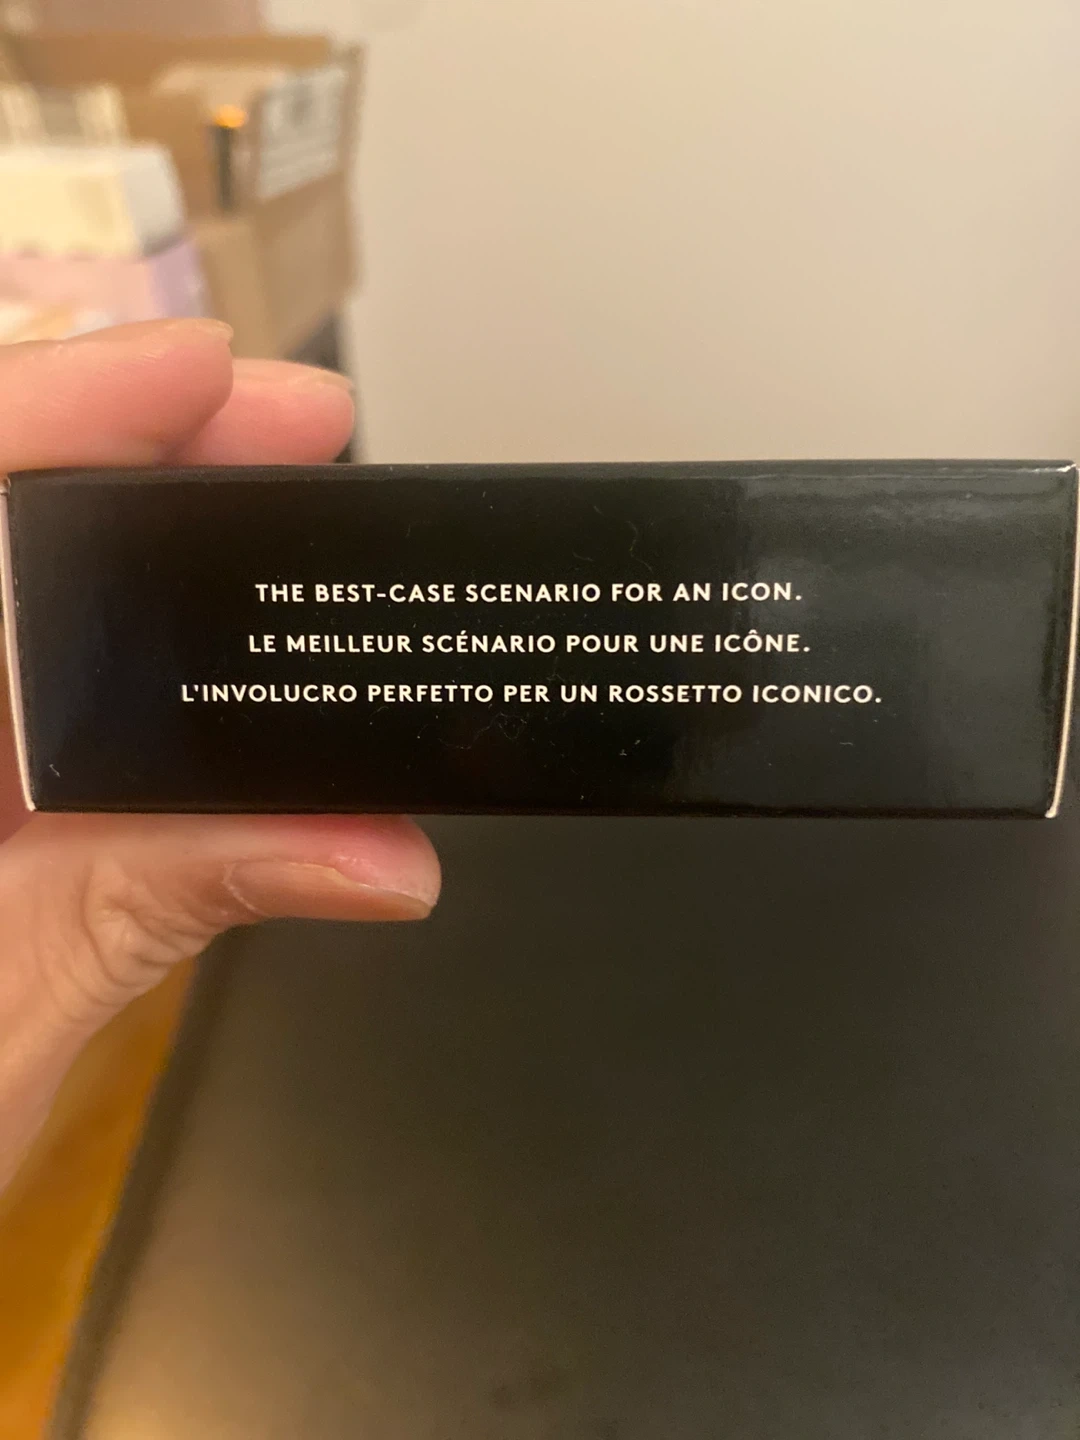 THE BEST-CASE SCENARIO FOR AN ICON.
LE MEILLEUR SCÉNARIO POUR UNE ICÔNE.
L'INVOLUCRO PERFETTO PER UN ROSSETTO ICONICO.